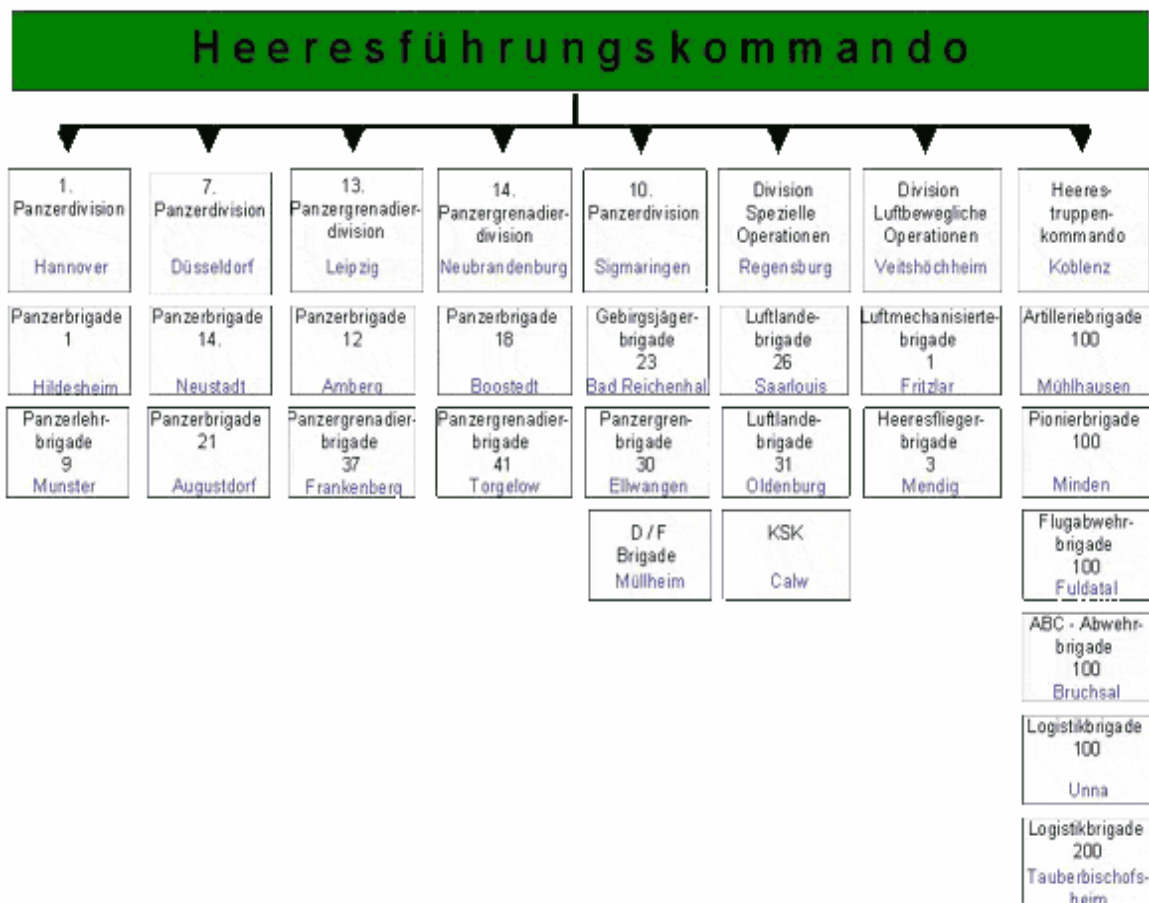 Heeresführungskommando
1.
Panzerdivision
Hannover
7.
Panzerdivision
Düsseldorf
13.
Panzergrenadier-
division
Leipzig
14.
Panzergrenadier-
division
Neubrandenburg
10.
Panzerdivision
Sigmaringen
Division
Spezielle
Operationen
Regensburg
Division
Luftbewegliche
Operationen
Veitshöchheim
Heeres-
truppen-
kommando
Koblenz
Panzerbrigade
1
Hildesheim
Panzerbrigade
14.
Neustadt
Panzerbrigade
12
Amberg
Panzerbrigade
18
Boostedt
Gebirgsjäger-
brigade
23
Bad Reichenhal
Luftlande-
brigade
26
Saarlouis
Luftmechanisierte-
brigade
1
Fritzlar
Artilleriebrigade
100
Mühlhausen
Panzerlehr-
brigade
9
Munster
Panzerbrigade
21
Augustdorf
Panzergrenadier-
brigade
37
Frankenberg
Panzergrenadier-
brigade
41
Torgelow
Panzergren-
brigade
30
Ellwangen
Luftlande-
brigade
31
Oldenburg
Heeresflieger-
brigade
3
Mendig
Pionierbrigade
100
Minden
D / F
Brigade
Müllheim
KSK
Calw
Flugabwehr-
brigade
100
Fuldatal
ABC - Abwehr-
brigade
100
Bruchsal
Logistikbrigade
100
Unna
Logistikbrigade
200
Tauberbischofs-
heim